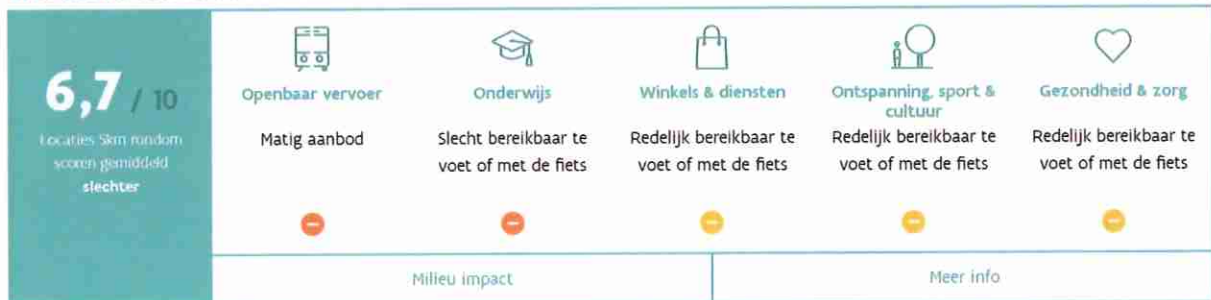 6,7 / 10
Locaties 5km rondom
scoren gemiddeld
slechter
Openbaar vervoer
Matig aanbod
Onderwijs
Slecht bereikbaar te
voet of met de fiets
Winkels & diensten
Redelijk bereikbaar te
voet of met de fiets
Ontspanning, sport &
cultuur
Redelijk bereikbaar te
voet of met de fiets
Gezondheid & zorg
Redelijk bereikbaar te
voet of met de fiets
Milieu impact
Meer info